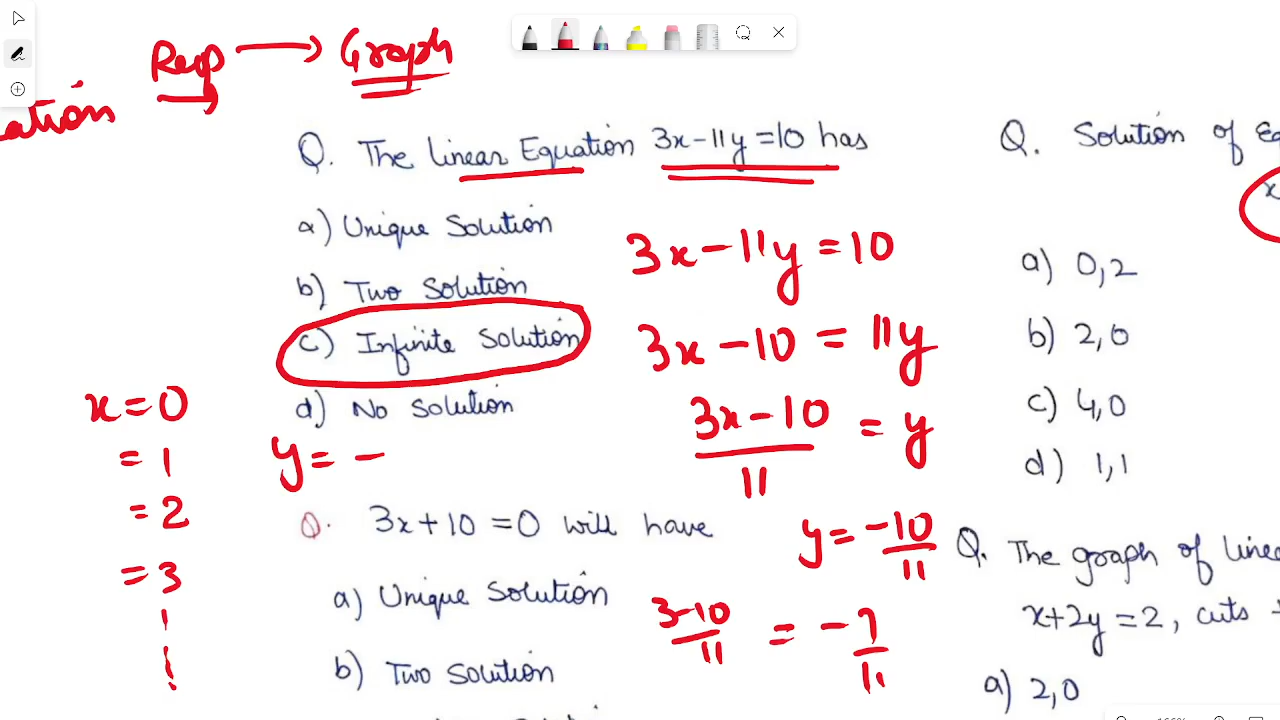 Rep → Graph
ation
Q. The Linear Equation 3x-11y=10 has
a) Unique Solution
b) Two Solution
c) Infinite Solution
d) No Solution
3x-11y=10
3x-10=11y
3x-10/11=y
x=0
=1
=2
=3
y=-
y=-10/11
3-10/11=-7/11
Q. 3x+10=0 will have
a) Unique Solution
b) Two Solution
Q. Solution of Eq
x
a) 0,2
b) 2,0
c) 4,0
d) 1,1
Q. The graph of line
x+2y=2, cuts
a) 2,0